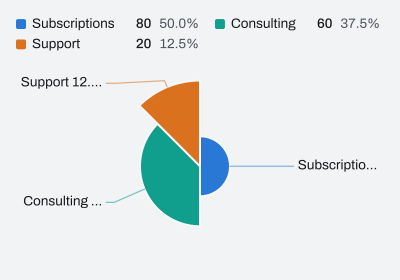 Subscriptions 80 50.0% Consulting 60 37.5%
Support 20 12.5%
Support 12....
Subscriptio...
Consulting ...